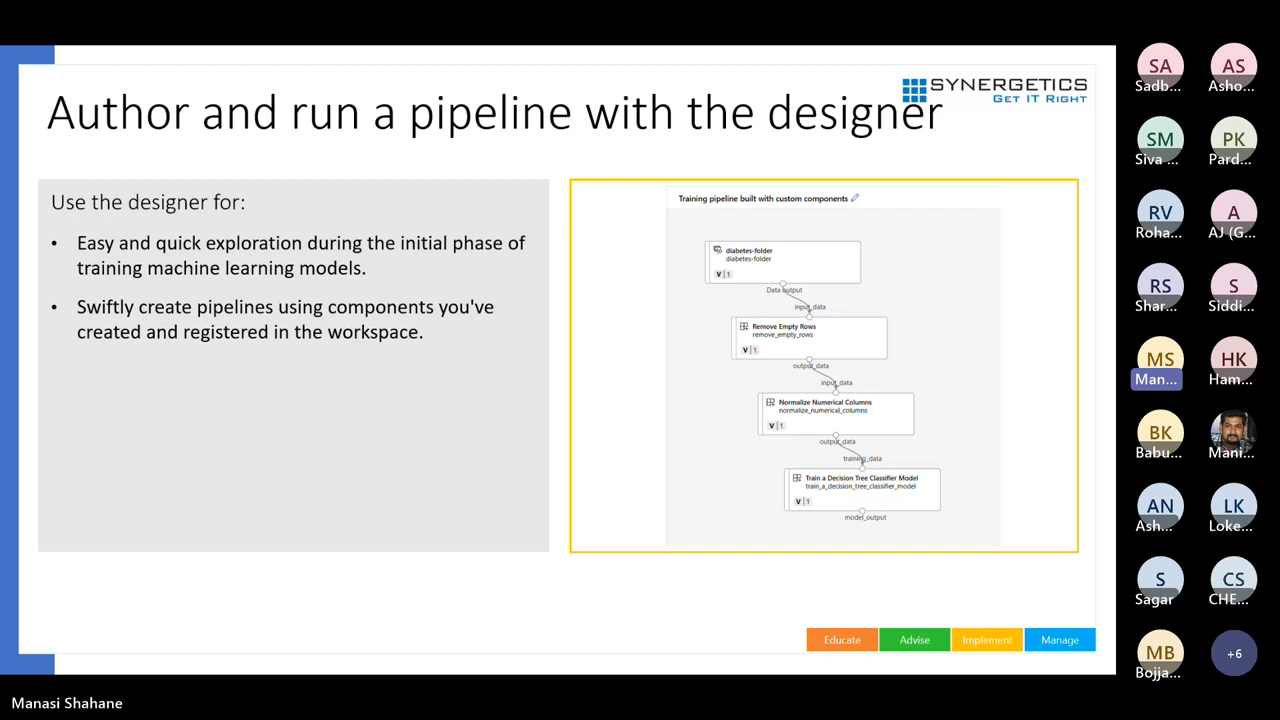 SYNERGETICS
GET IT RIGHT
Author and run a pipeline with the designer
Use the designer for:
• Easy and quick exploration during the initial phase of
training machine learning models.
• Swiftly create pipelines using components you've
created and registered in the workspace.
Training pipeline built with custom components
diabetes-folder
diabetes-folder
V | 1
Data output
input_data
Remove Empty Rows
remove_empty_rows
V | 1
output_data
input_data
Normalize Numerical Columns
normalize_numerical_columns
V | 1
output_data
training_data
Train a Decision Tree Classifier Model
train_a_decision_tree_classifier_model
V | 1
model_output
Educate
Advise
Implement
Manage
SA
Sadb...
AS
Asho...
SM
Siva ...
PK
Pard...
RV
Roha...
A
AJ (G...
RS
Shar...
S
Siddi...
MS
Man...
HK
Ham...
BK
Babu...
Mani...
AN
Ash...
LK
Loke...
S
Sagar
CS
CHE...
MB
Bojja...
+6
Manasi Shahane